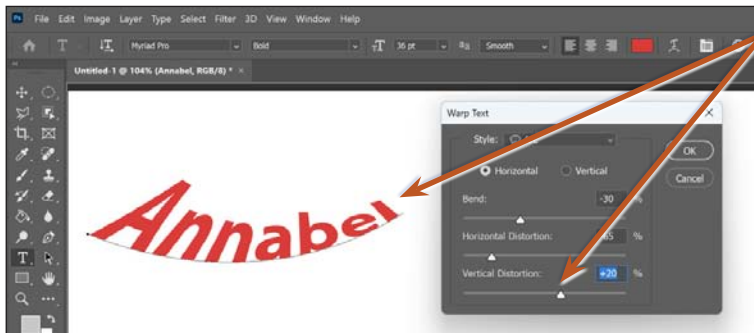 Ps File Edit Image Layer Type Select Filter 3D View Window Help
T T Myriad Pro Bold T 36 pt aa Smooth
Untitled-1 @ 104% (Annabel, RGB/8) * ×
Warp Text
Style:
OK
Horizontal Vertical
Cancel
Bend: -30 %
Annabel
Horizontal Distortion: %
Vertical Distortion: +20 %
T